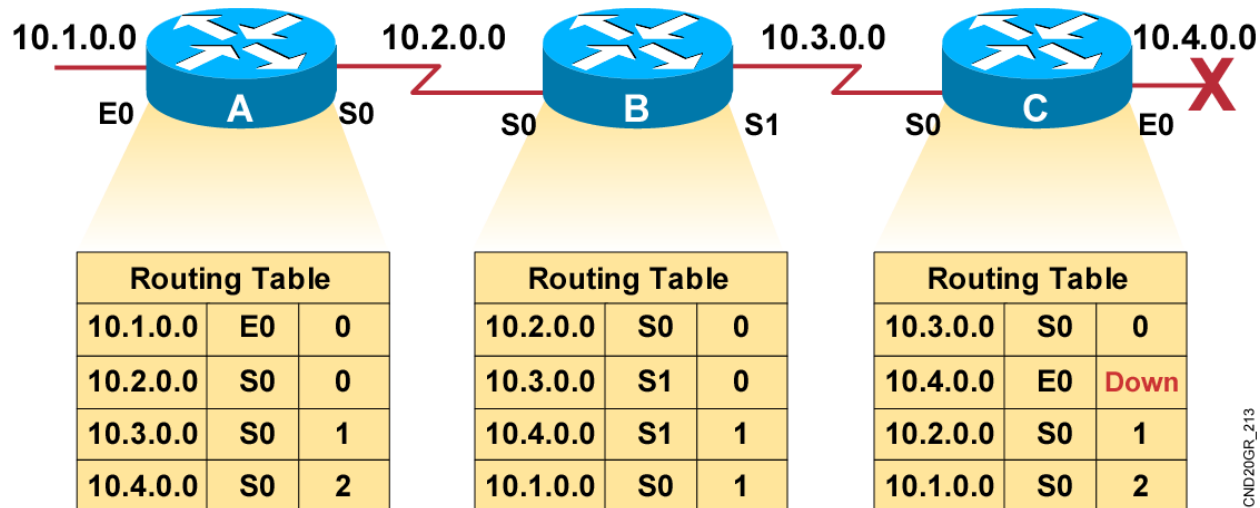 10.1.0.0 10.2.0.0 10.3.0.0 10.4.0.0
X
A B C
E0 S0 S0 S1 S0 E0
Routing Table
10.1.0.0 E0 0
10.2.0.0 S0 0
10.3.0.0 S0 1
10.4.0.0 S0 2
Routing Table
10.2.0.0 S0 0
10.3.0.0 S1 0
10.4.0.0 S1 1
10.1.0.0 S0 1
Routing Table
10.3.0.0 S0 0
10.4.0.0 E0 Down
10.2.0.0 S0 1
10.1.0.0 S0 2
CND20GR_213